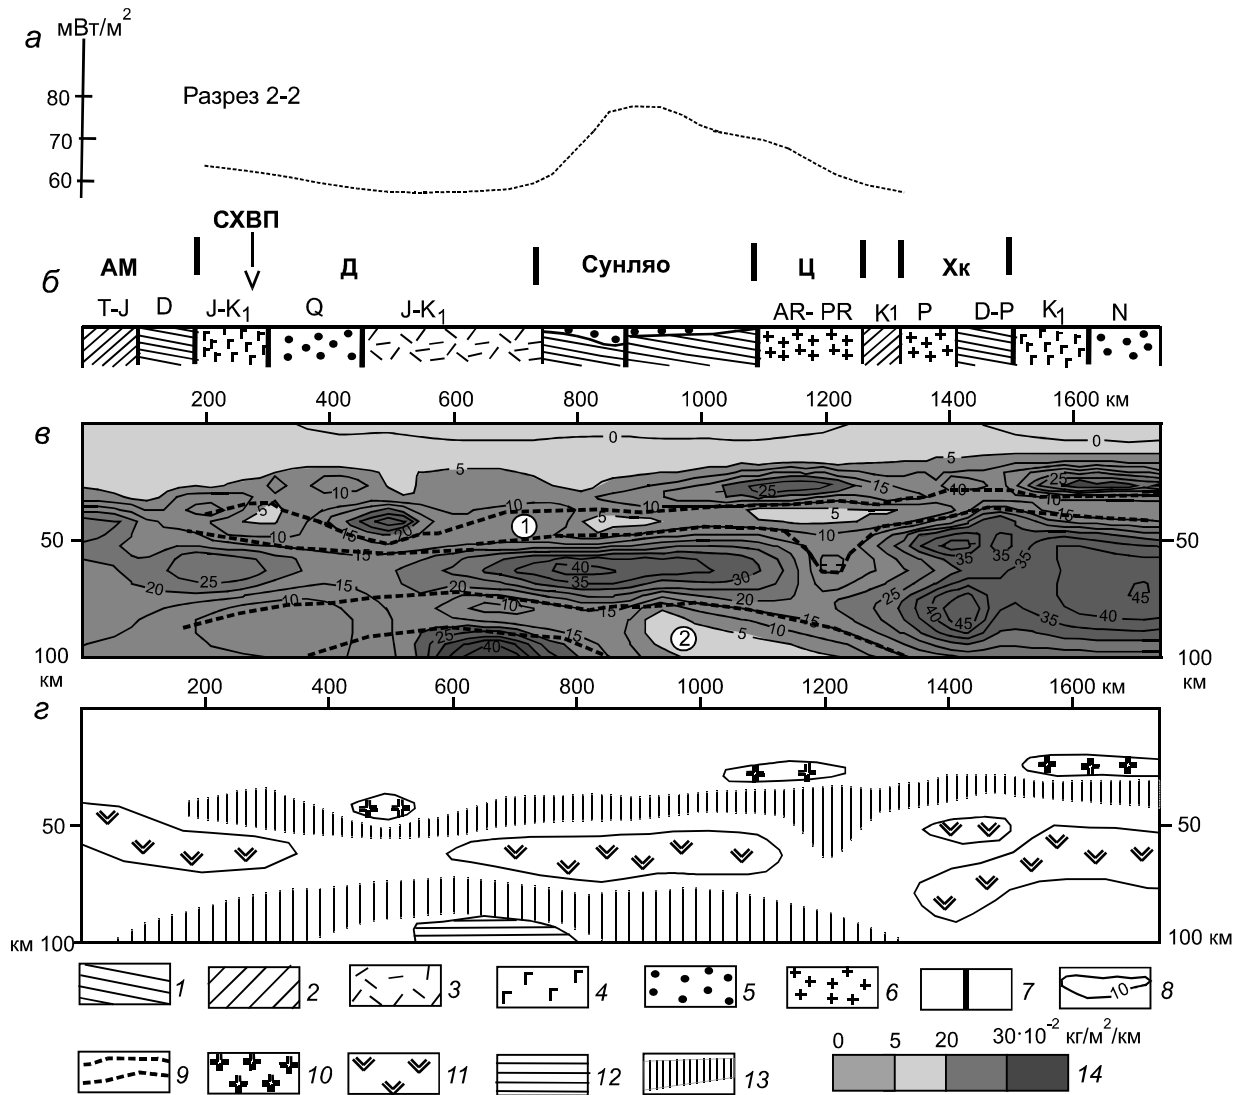 а мВт/м²
80
Разрез 2-2
70
60
СХВП
б АМ Д Сунляо Ц Хк
T-J D J-K₁ Q J-K₁ AR- PR K1 P D-P K₁ N
200 400 600 800 1000 1200 1400 1600 км
в
0 0
5 5
10 25 15 10 25
5 10 10 5 5 10
20 15
10 1
50 15 15 50
35 35 35
25 40 30
20 15 20 35 20 25
10 10 15 10 40 45 35 40 45
25 15 5
40 2
100 км 100 км
200 400 600 800 1000 1200 1400 1600 км
г
50 50
км 100 100 км
1 2 3 4 5 6 7 10 8
0 5 20 30·10⁻² кг/м²/км
9 10 11 12 13 14